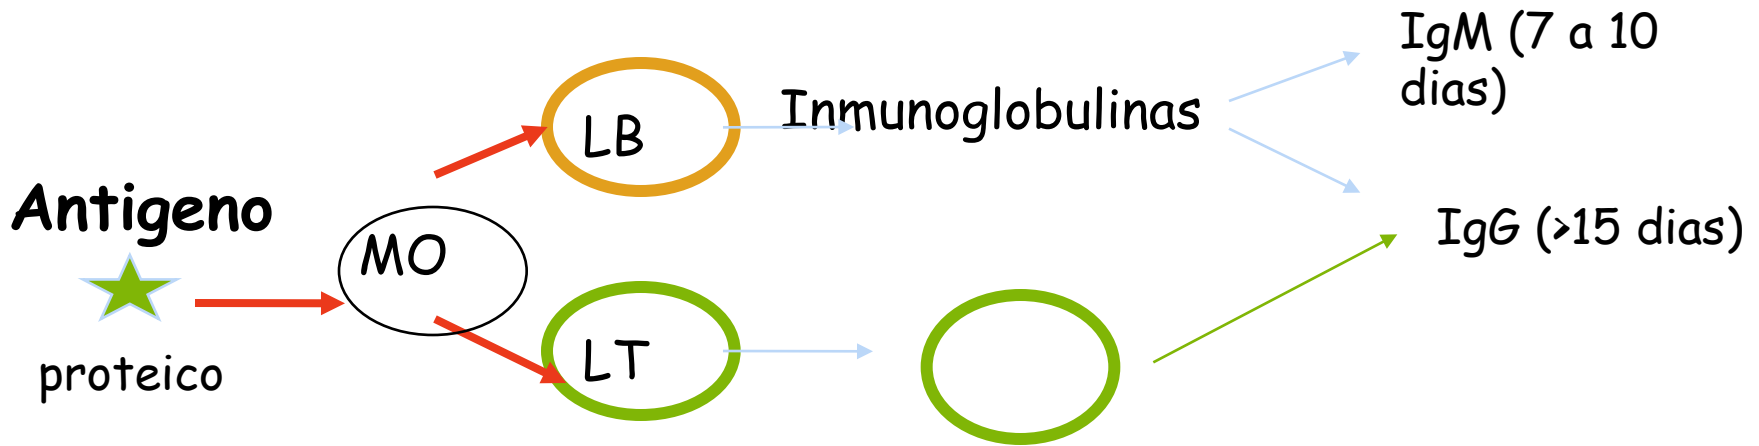 Antigeno
proteico
MO
LB
LT
Inmunoglobulinas
IgM (7 a 10
dias)
IgG (>15 dias)